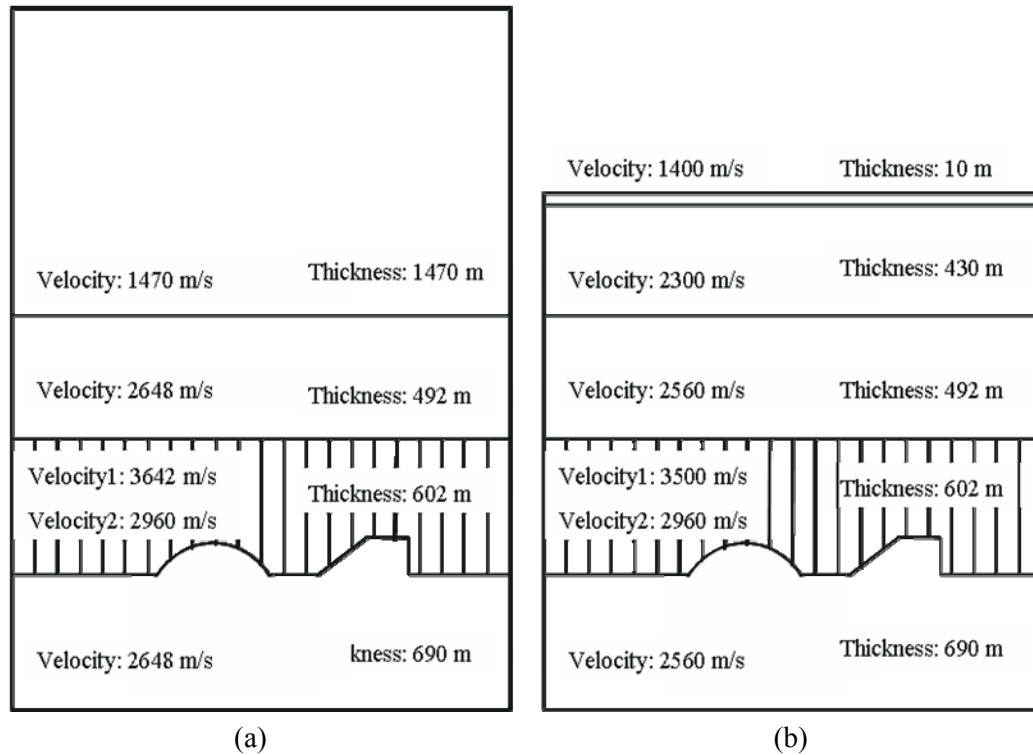 Velocity: 1400 m/s Thickness: 10 m
Velocity: 1470 m/s Thickness: 1470 m
Velocity: 2300 m/s Thickness: 430 m
Velocity: 2648 m/s Thickness: 492 m
Velocity: 2560 m/s Thickness: 492 m
Velocity1: 3642 m/s
Velocity2: 2960 m/s
Thickness: 602 m
Velocity1: 3500 m/s
Velocity2: 2960 m/s
Thickness: 602 m
Velocity: 2648 m/s kness: 690 m
Velocity: 2560 m/s Thickness: 690 m
(a) (b)